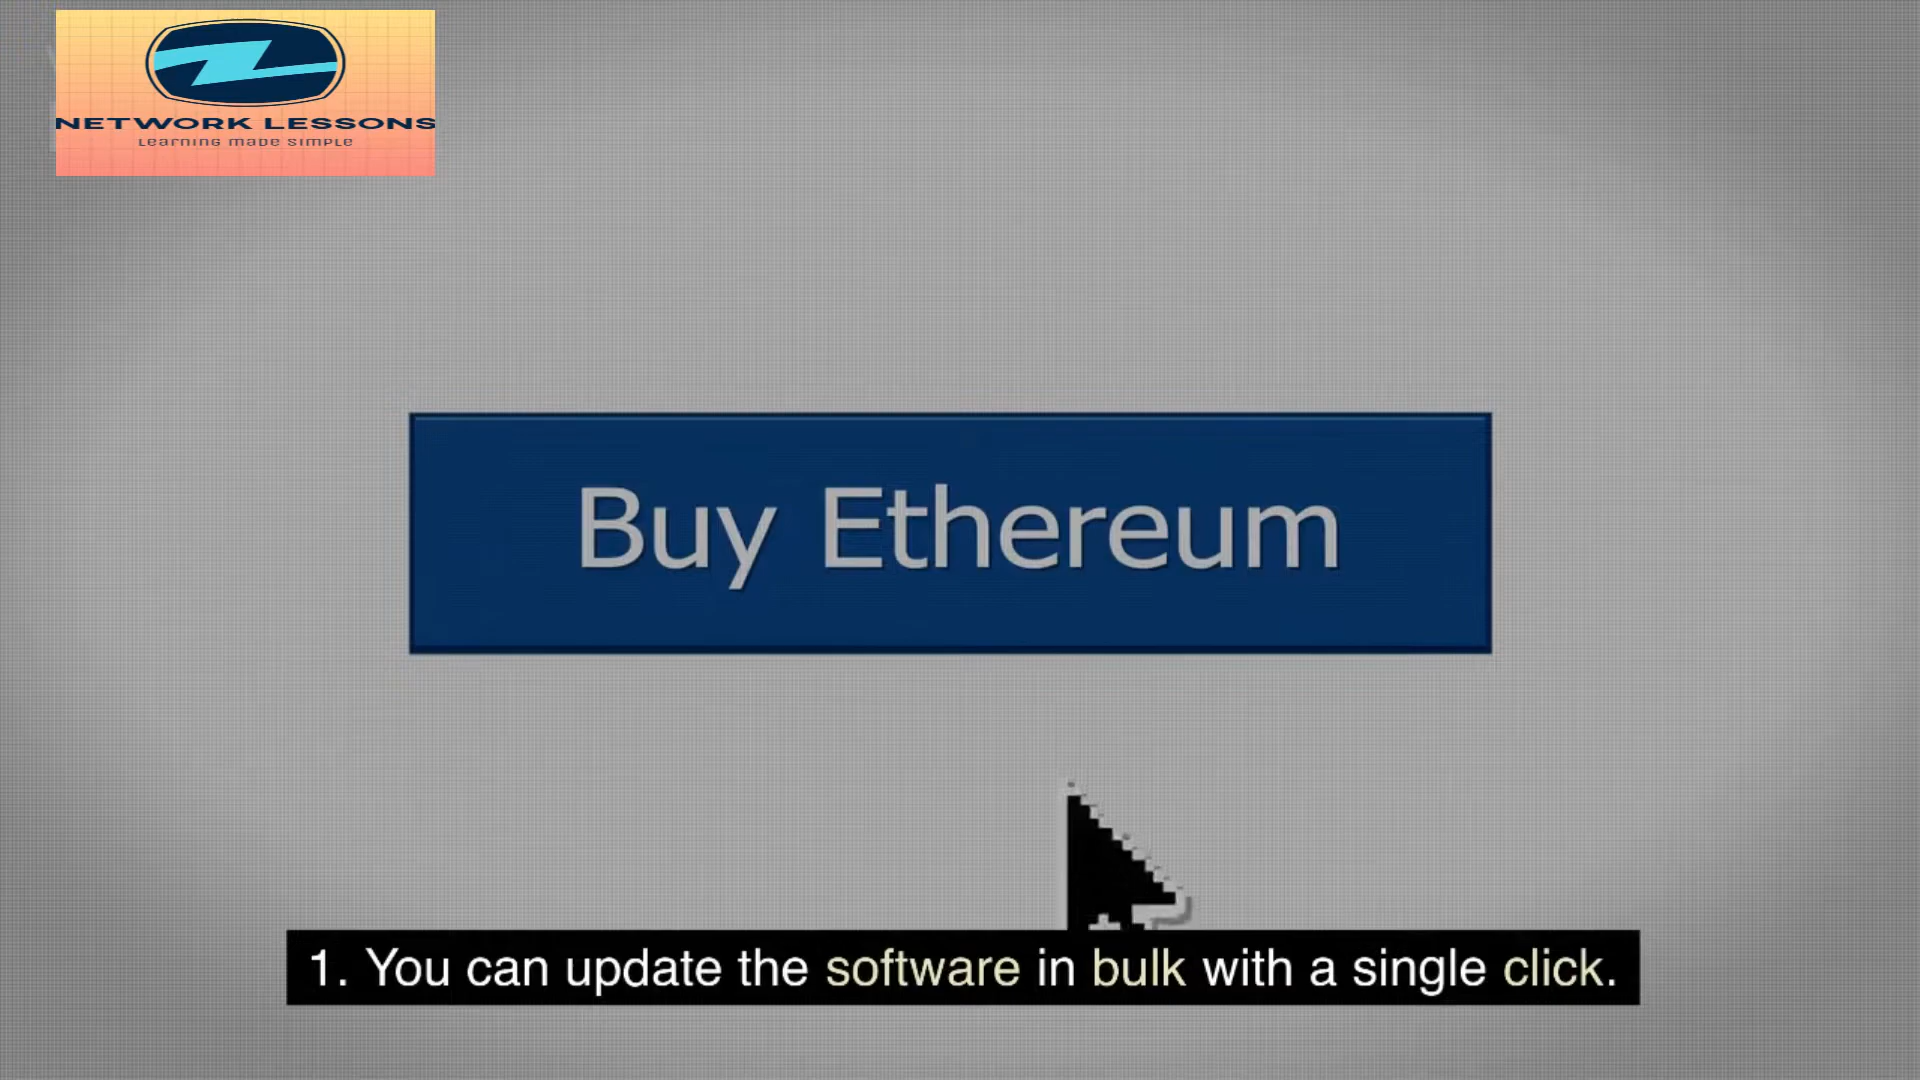 NETWORK LESSONS
Learning made simple
Buy Ethereum
1. You can update the software in bulk with a single click.